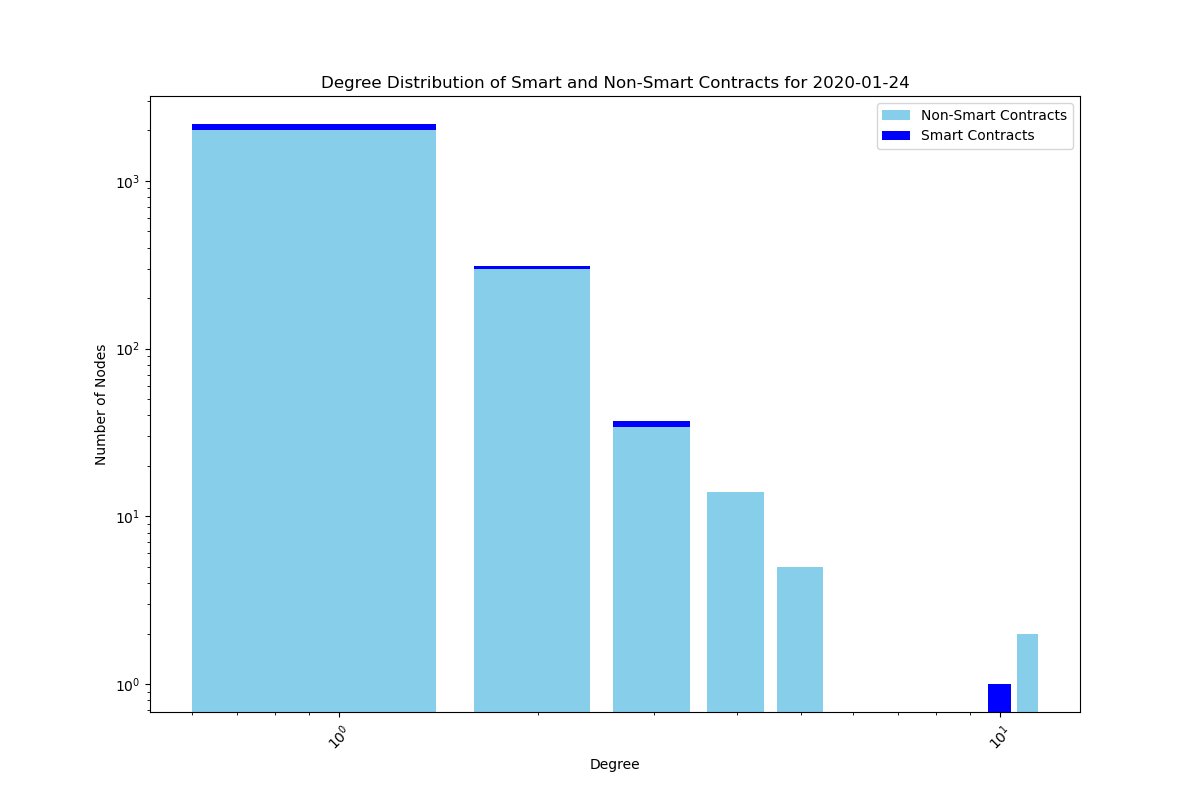 Degree Distribution of Smart and Non-Smart Contracts for 2020-01-24
Non-Smart Contracts
Smart Contracts
Number of Nodes
10³
10²
10¹
10⁰
10⁰
10¹
Degree